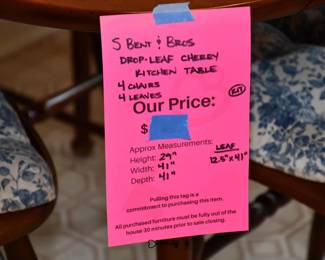 S Bent & Bros
DROP-LEAF CHERRY
KITCHEN TABLE
4 CHAIRS
4 LEAVES
Our Price:
$
Approx Measurements:
LEAF
12.5" x 41"
Height: 29"
Width: 41"
Depth: 41"
Pulling this tag is a
commitment to purchasing this item.
All purchased furniture must be fully out of the
house 30 minutes prior to sale closing.